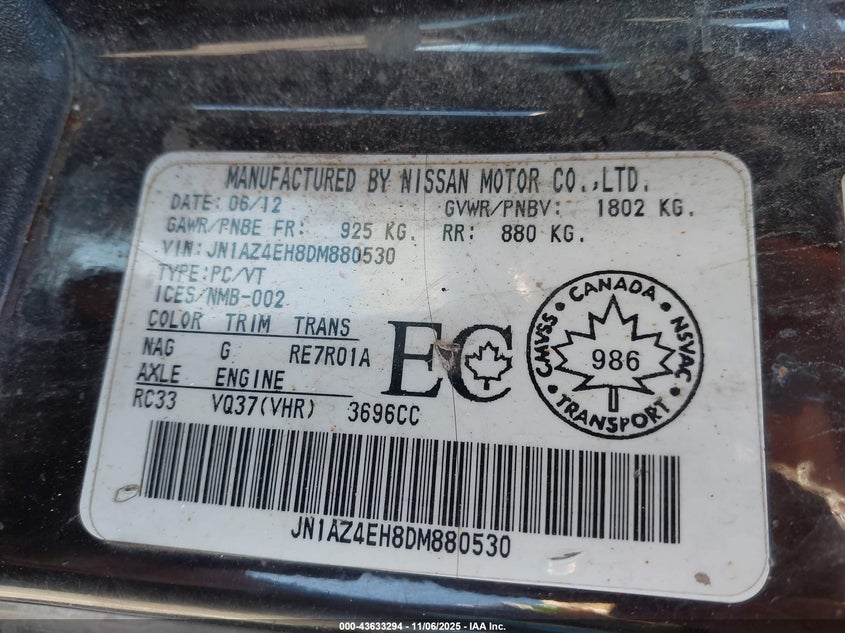 MANUFACTURED BY NISSAN MOTOR CO.,LTD.
DATE: 06/12 GVWR/PNBV: 1802 KG.
GAWR/PNBE FR: 925 KG. RR: 880 KG.
VIN: JN1AZ4EH8DM880530
TYPE:PC/VT
ICES/NMB-002
COLOR TRIM TRANS
NAG G RE7R01A
AXLE ENGINE
RC33 VQ37(VHR) 3696CC
EC
CANADA
CMVSS NSVAC
986
TRANSPORT
JN1AZ4EH8DM880530
000-43633294 - 11/06/2025 - IAA Inc.